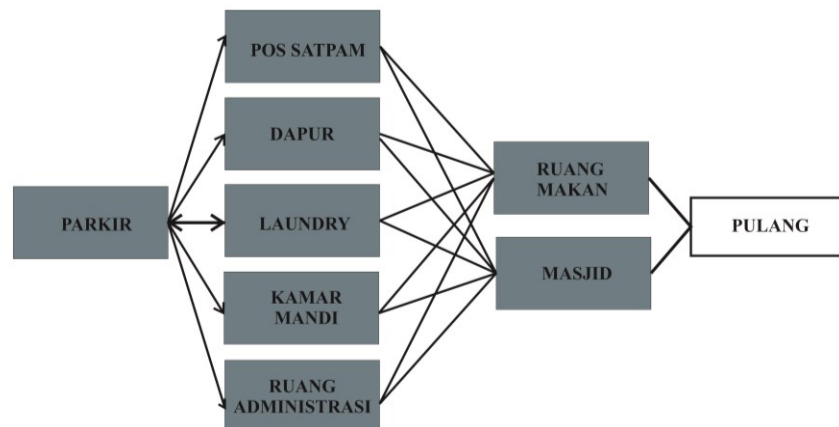 PARKIR
POS SATPAM
DAPUR
LAUNDRY
KAMAR
MANDI
RUANG
ADMINISTRASI
RUANG
MAKAN
MASJID
PULANG